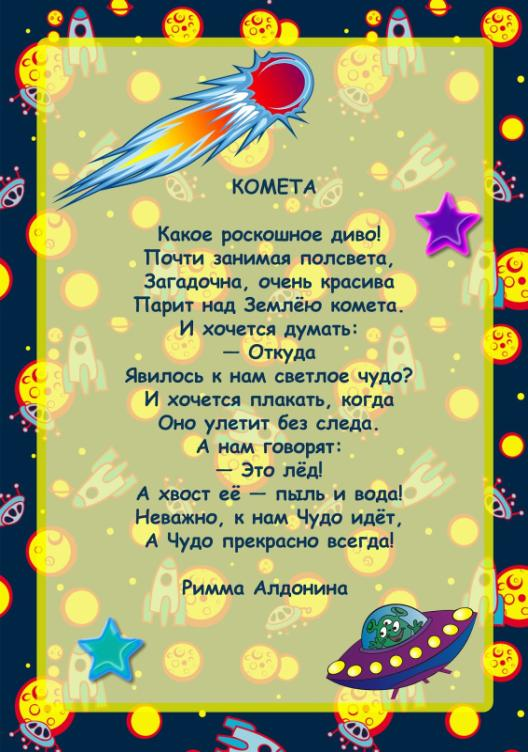 КОМЕТА
Какое роскошное диво!
Почти занимая полсвета,
Загадочна, очень красива
Парит над Землёю комета.
И хочется думать:
— Откуда
Явилось к нам светлое чудо?
И хочется плакать, когда
Оно улетит без следа.
А нам говорят:
— Это лёд!
А хвост её — пыль и вода!
Неважно, к нам Чудо идёт,
А Чудо прекрасно всегда!
Римма Алдонина